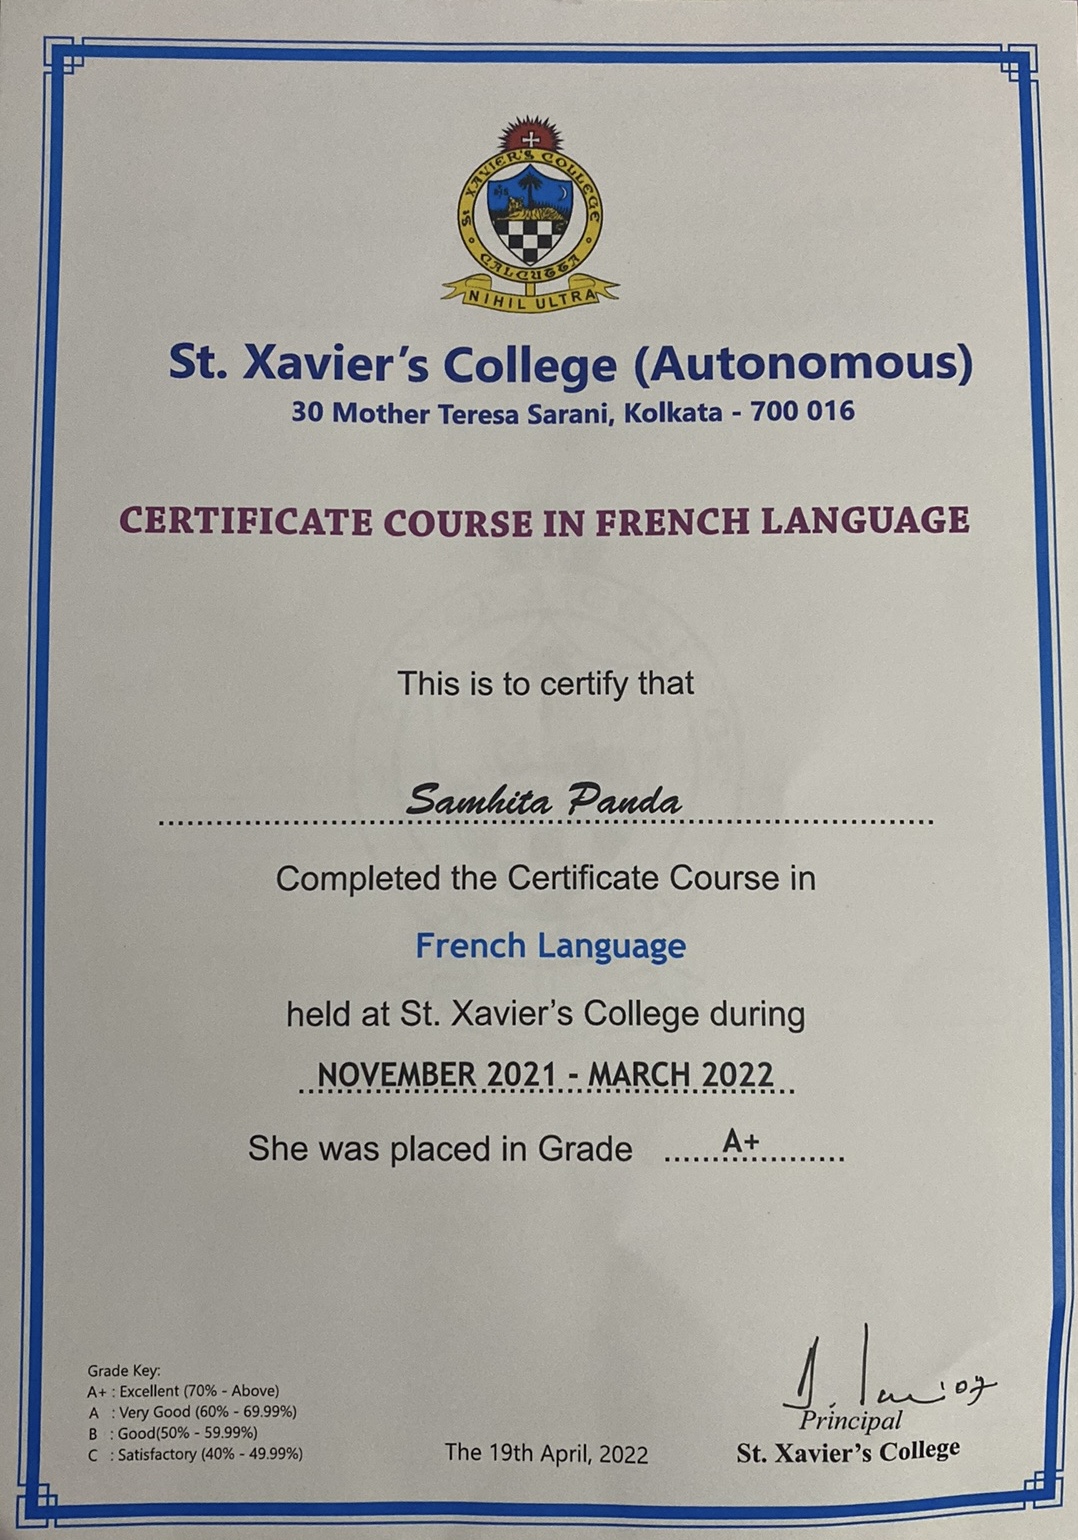 ST XAVIER'S COLLEGE
CALCUTTA
NIHIL ULTRA
St. Xavier's College (Autonomous)
30 Mother Teresa Sarani, Kolkata - 700 016
CERTIFICATE COURSE IN FRENCH LANGUAGE
This is to certify that
Samhita Panda
Completed the Certificate Course in
French Language
held at St. Xavier's College during
NOVEMBER 2021 - MARCH 2022
She was placed in Grade ......A+..........
Grade Key:
A+ : Excellent (70% - Above)
A : Very Good (60% - 69.99%)
B : Good(50% - 59.99%)
C : Satisfactory (40% - 49.99%)
The 19th April, 2022
Principal
St. Xavier's College